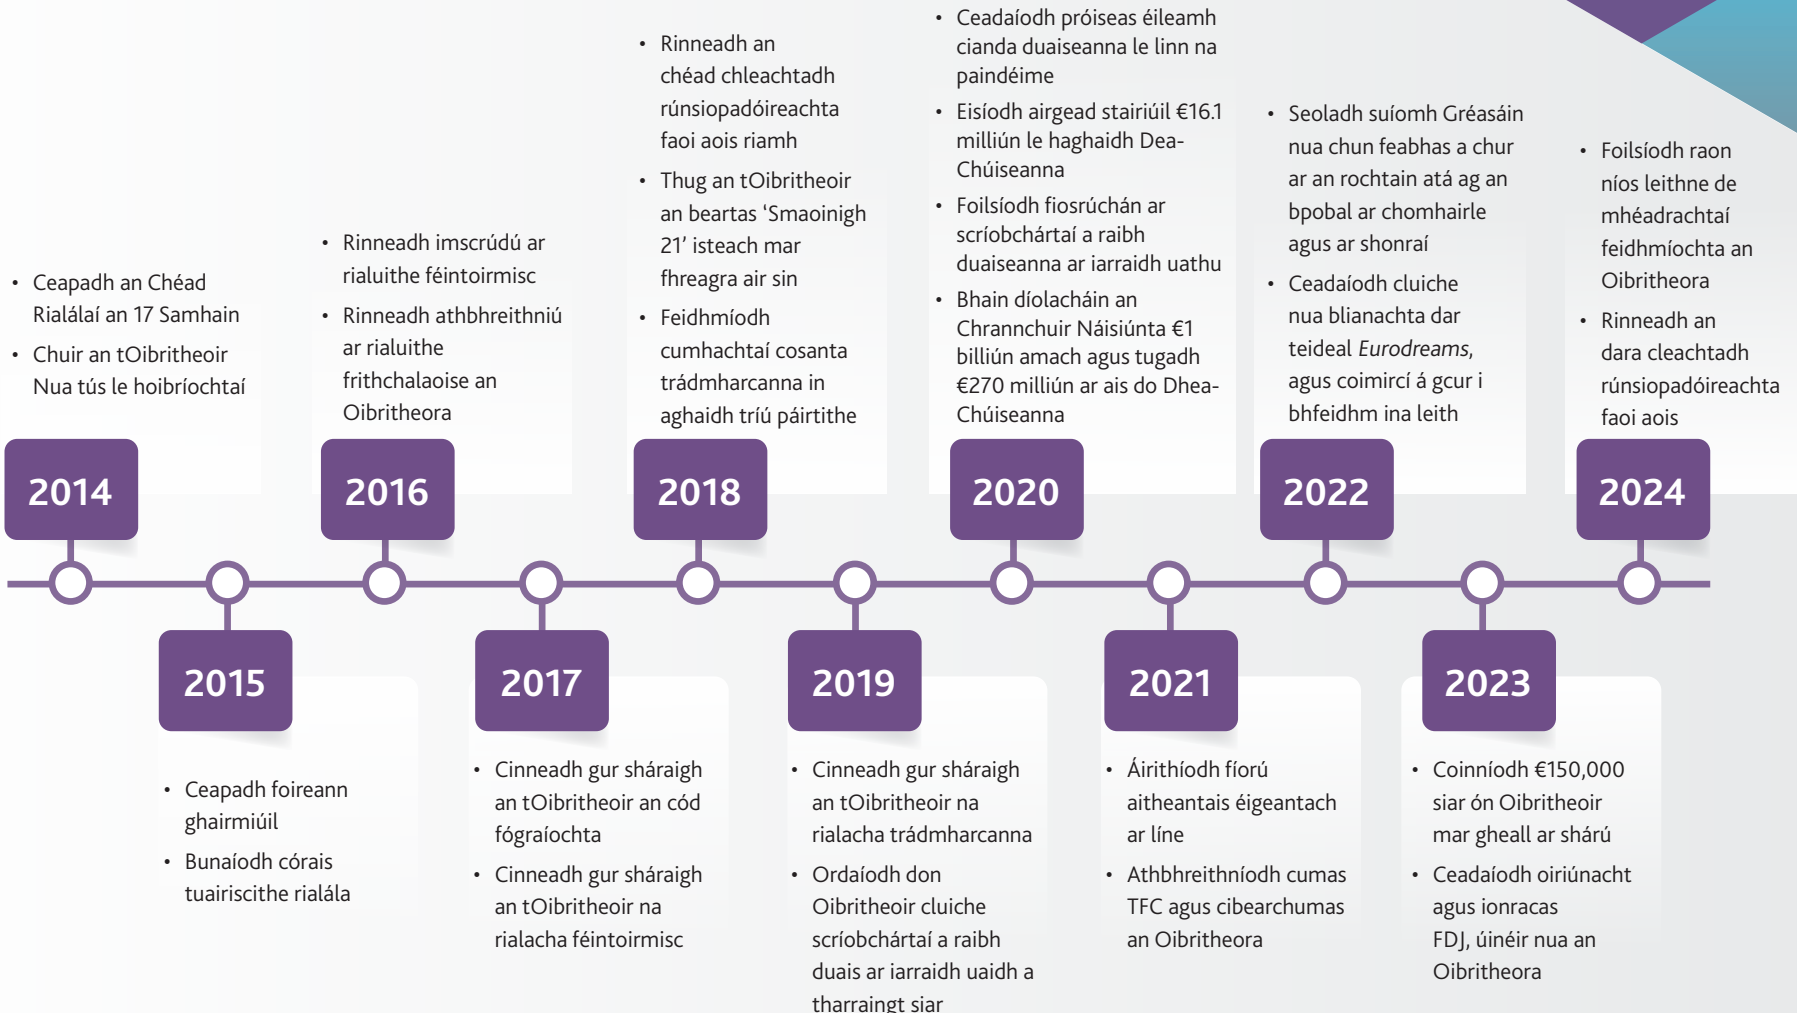 • Ceapadh an Chéad
Rialálaí an 17 Samhain
• Chuir an tOibritheoir
Nua tús le hoibríochtaí
2014
• Ceapadh foireann
ghairmiúil
• Bunaíodh córais
tuairiscithe rialála
2015
• Rinneadh imscrúdú ar
rialuithe féintoirmisc
• Rinneadh athbhreithniú
ar rialuithe
frithchalaoise an
Oibritheora
2016
2017
• Cinneadh gur sháraigh
an tOibritheoir an cód
fógraíochta
• Cinneadh gur sháraigh
an tOibritheoir na
rialacha féintoirmisc
• Rinneadh an
chéad chleachtadh
rúnsiopadóireachta
faoi aois riamh
• Thug an tOibritheoir
an beartas ‘Smaoinigh
21’ isteach mar
fhreagra air sin
• Feidhmíodh
cumhachtaí cosanta
trádmharcanna in
aghaidh tríú páirtithe
2018
2019
• Cinneadh gur sháraigh
an tOibritheoir na
rialacha trádmharcanna
• Ordaíodh don
Oibritheoir cluiche
scríobchártaí a raibh
duais ar iarraidh uaidh a
tharraingt siar
• Ceadaíodh próiseas éileamh
cianda duaiseanna le linn na
paindéime
• Eisíodh airgead stairiúil €16.1
milliún le haghaidh Dea-
Chúiseanna
• Foilsíodh fiosrúchán ar
scríobchártaí a raibh
duaiseanna ar iarraidh uathu
• Bhain díolacháin an
Chrannchuir Náisiúnta €1
billiún amach agus tugadh
€270 milliún ar ais do Dhea-
Chúiseanna
2020
2021
• Áirithíodh fíorú
aitheantais éigeantach
ar líne
• Athbhreithníodh cumas
TFC agus cibearchumas
an Oibritheora
• Seoladh suíomh Gréasáin
nua chun feabhas a chur
ar an rochtain atá ag an
bpobal ar chomhairle
agus ar shonraí
• Ceadaíodh cluiche
nua blianachta dar
teideal Eurodreams,
agus coimircí á gcur i
bhfeidhm ina leith
2022
2023
• Coinníodh €150,000
siar ón Oibritheoir
mar gheall ar shárú
• Ceadaíodh oiriúnacht
agus ionracas
FDJ, úinéir nua an
Oibritheora
• Foilsíodh raon
níos leithne de
mhéadrachtaí
feidhmíochta an
Oibritheora
• Rinneadh an
dara cleachtadh
rúnsiopadóireachta
faoi aois
2024